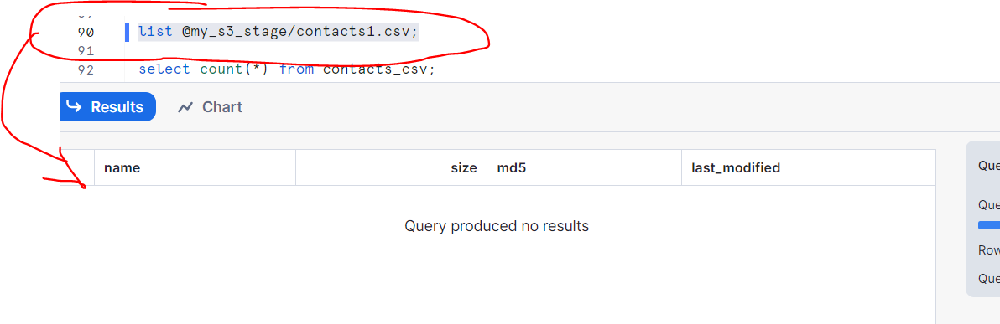 90 list @my_s3_stage/contacts1.csv;
91
92 select count(*) from contacts_csv;
Results Chart
name size md5 last_modified
Query produced no results
Que
Que
Row
Que